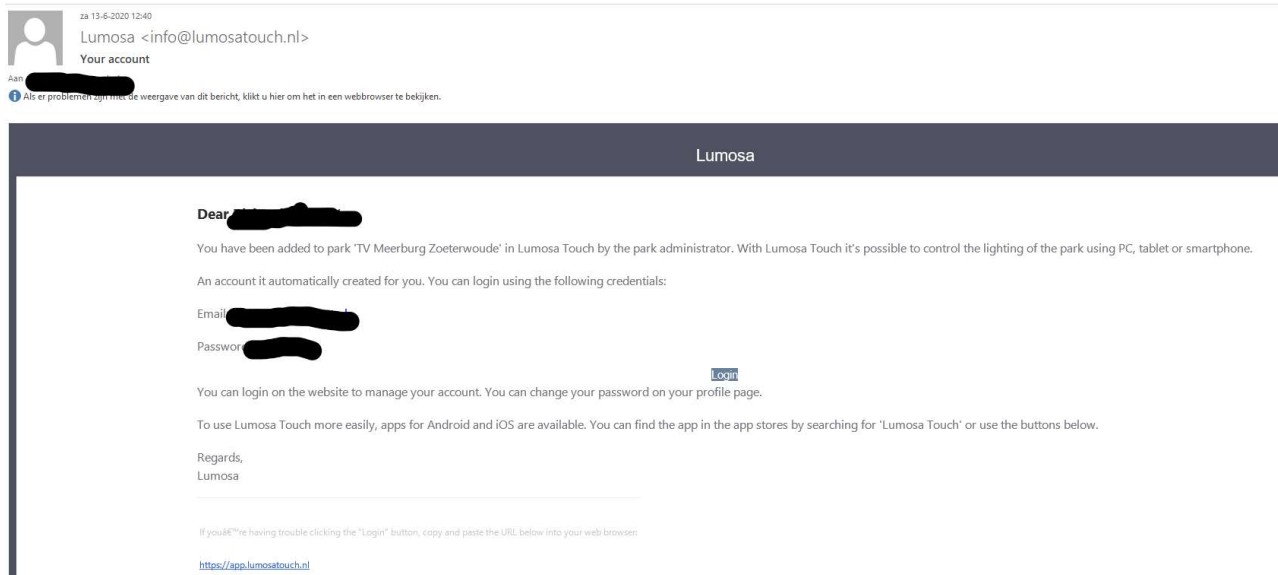 za 13-6-2020 12:40
Lumosa <info@lumosatouch.nl>
Your account
Aan
Als er problemen zijn met de weergave van dit bericht, klikt u hier om het in een webbrowser te bekijken.
Lumosa
Dear
You have been added to park 'TV Meerburg Zoeterwoude' in Lumosa Touch by the park administrator. With Lumosa Touch it's possible to control the lighting of the park using PC, tablet or smartphone.
An account it automatically created for you. You can login using the following credentials:
Email
Passwor
Login
You can login on the website to manage your account. You can change your password on your profile page.
To use Lumosa Touch more easily, apps for Android and iOS are available. You can find the app in the app stores by searching for 'Lumosa Touch' or use the buttons below.
Regards,
Lumosa
If youâ€™re having trouble clicking the "Login" button, copy and paste the URL below into your web browser:
https://app.lumosatouch.nl